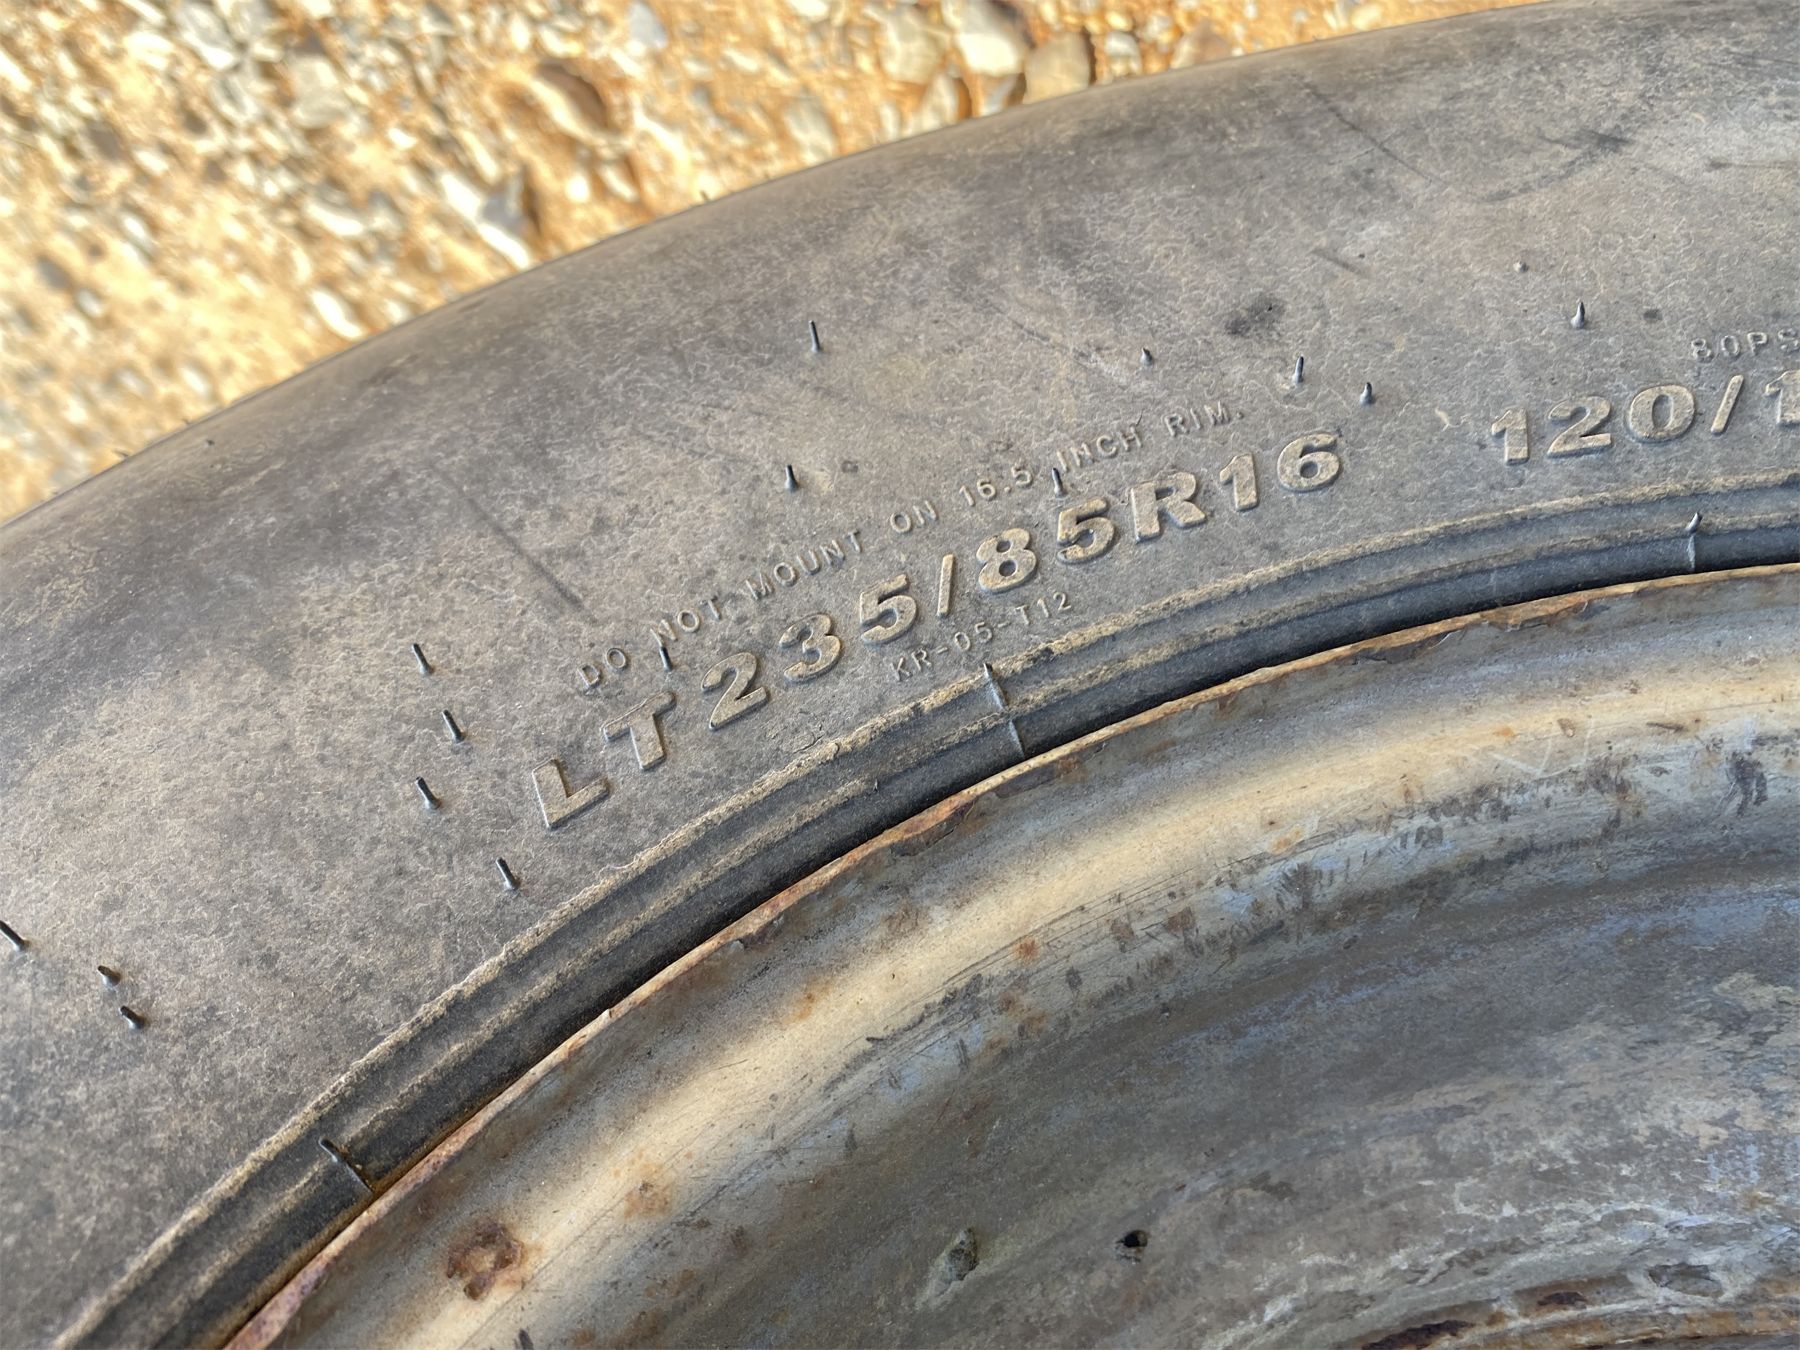 DO NOT MOUNT ON 16.5 INCH RIM.
LT235/85R16
KR-05-T12
80PS
120/1